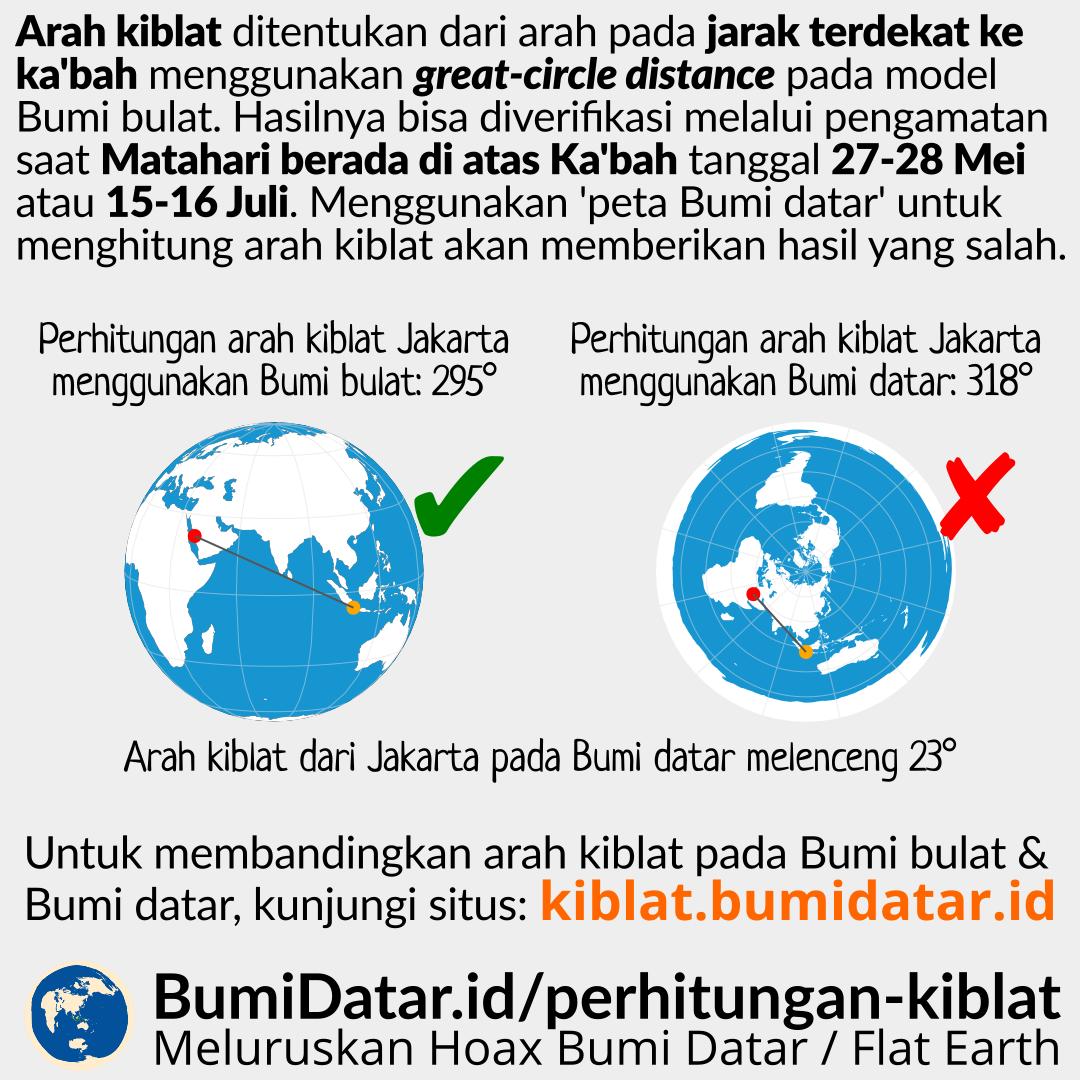 Arah kiblat ditentukan dari arah pada jarak terdekat ke
ka'bah menggunakan great-circle distance pada model
Bumi bulat. Hasilnya bisa diverifikasi melalui pengamatan
saat Matahari berada di atas Ka'bah tanggal 27-28 Mei
atau 15-16 Juli. Menggunakan 'peta Bumi datar' untuk
menghitung arah kiblat akan memberikan hasil yang salah.
Perhitungan arah kiblat Jakarta
menggunakan Bumi bulat: 295°
Perhitungan arah kiblat Jakarta
menggunakan Bumi datar: 318°
Arah kiblat dari Jakarta pada Bumi datar melenceng 23°
Untuk membandingkan arah kiblat pada Bumi bulat &
Bumi datar, kunjungi situs: kiblat.bumidatar.id
BumiDatar.id/perhitungan-kiblat
Meluruskan Hoax Bumi Datar / Flat Earth